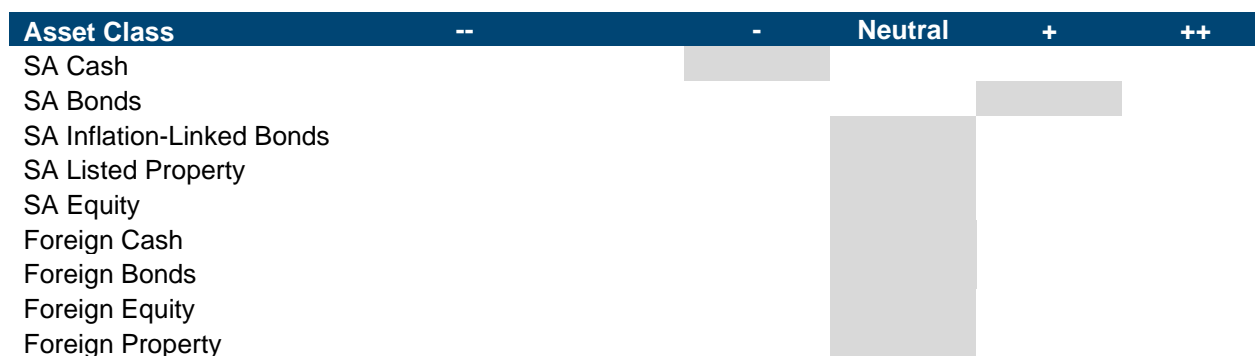 Asset Class -- - Neutral + ++
SA Cash
SA Bonds
SA Inflation-Linked Bonds
SA Listed Property
SA Equity
Foreign Cash
Foreign Bonds
Foreign Equity
Foreign Property